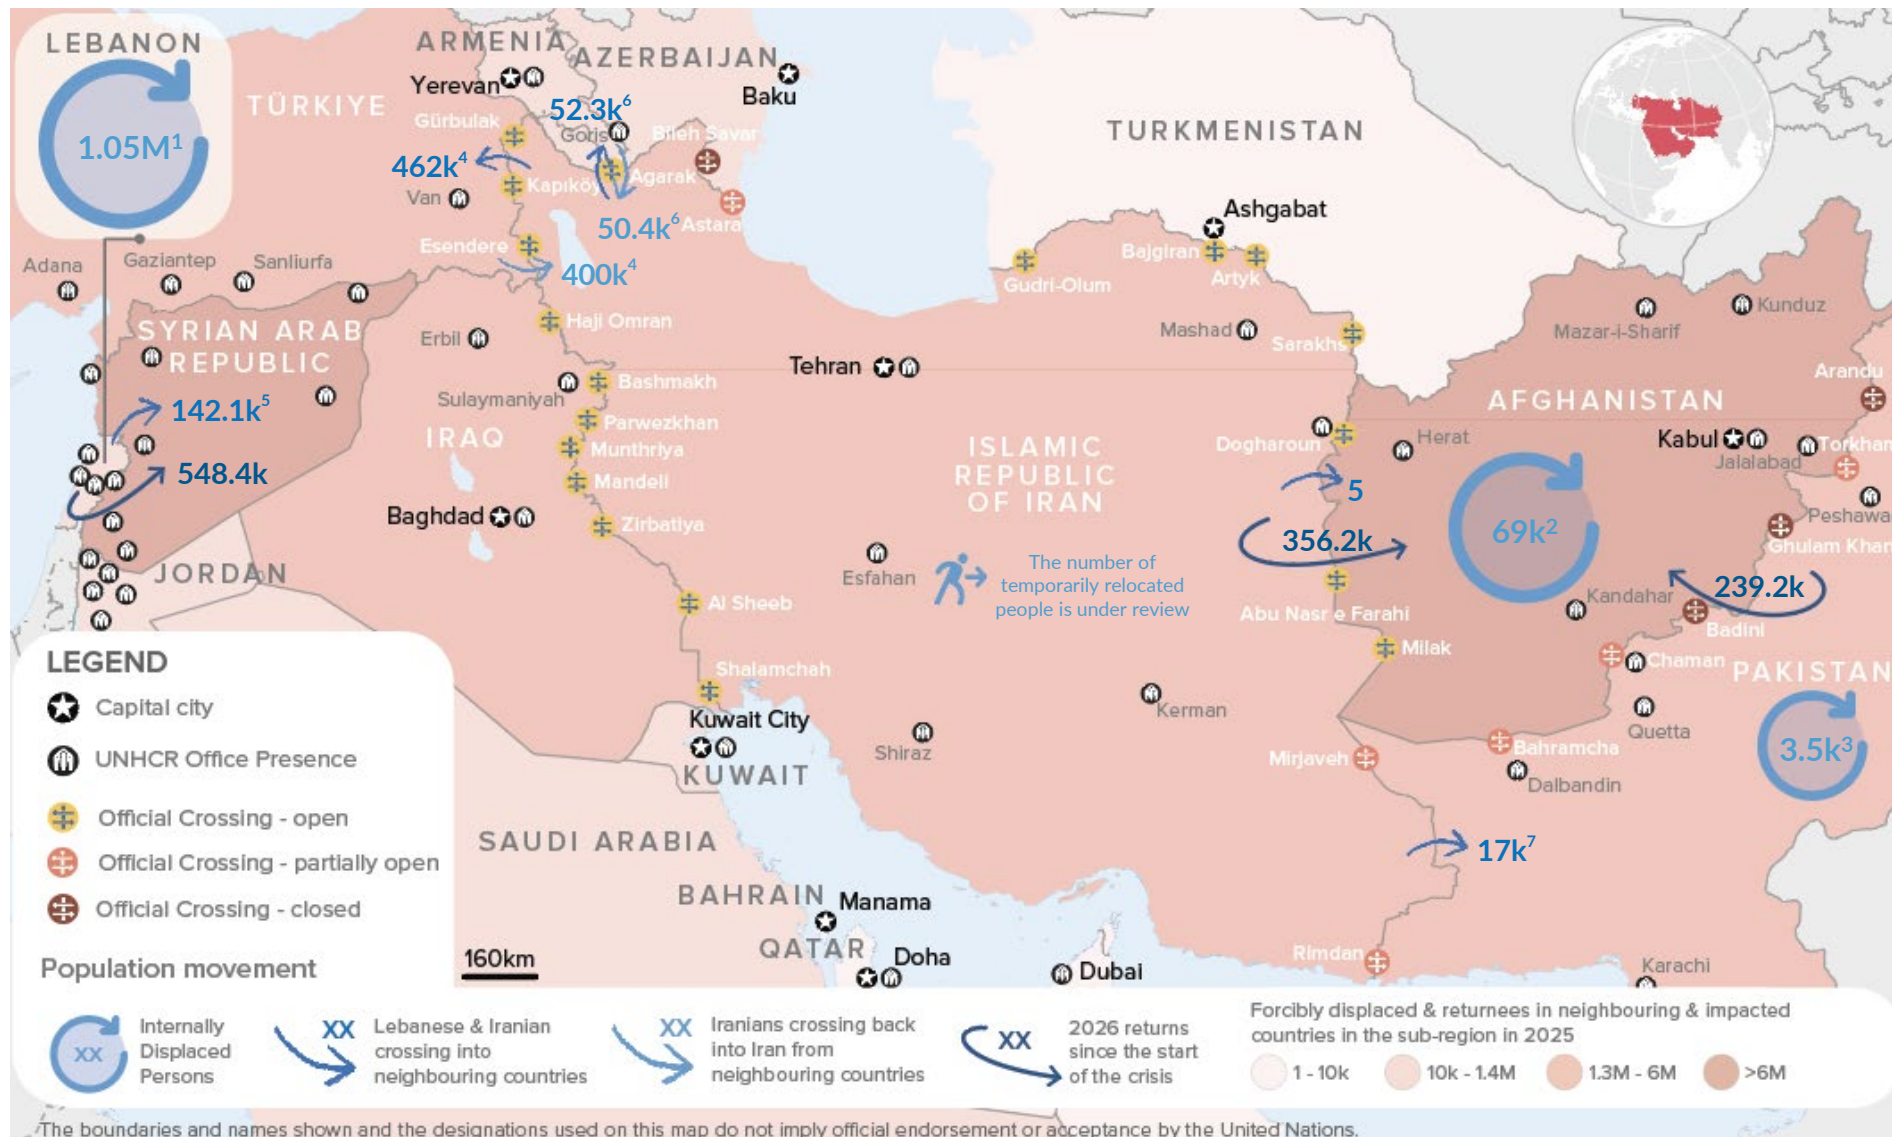 LEBANON
1.05M1
ARMENIA
AZERBAIJAN
Yerevan
Baku
TÜRKIYE
Gürbulak
52.3k6
Goris
Bileh Savar
TURKMENISTAN
462k4
Kapıköy
Agarak
Van
50.4k6
Astara
Ashgabat
Esendere
400k4
Bajgiran
Artyk
Gudri-Olum
Adana
Gaziantep
Sanliurfa
SYRIAN ARAB
REPUBLIC
Erbil
Haji Omran
Mashad
Sarakhs
Mazar-i-Sharif
Kunduz
Tehran
Bashmakh
Sulaymaniyah
Parwezkhan
Arandu
AFGHANISTAN
142.1k5
IRAQ
Munthriya
Mandeli
ISLAMIC
REPUBLIC
OF IRAN
Dogharoun
Herat
Kabul
Jalalabad
Torkham
548.4k
5
Baghdad
Zirbatiya
356.2k
69k2
Peshawa
Ghulam Khan
JORDAN
Esfahan
The number of
temporarily relocated
people is under review
239.2k
Kandahar
Al Sheeb
Abu Nasr e Farahi
Badini
Milak
Chaman
PAKISTAN
Shalamchah
Kuwait City
KUWAIT
Kerman
Shiraz
Quetta
Mirjaveh
Bahramcha
Dalbandin
3.5k3
SAUDI ARABIA
17k7
BAHRAIN
Manama
QATAR
Doha
Dubai
Rimdan
Karachi
160km
LEGEND
Capital city
UNHCR Office Presence
Official Crossing - open
Official Crossing - partially open
Official Crossing - closed
Population movement
XX
Internally
Displaced
Persons
XX
Lebanese & Iranian
crossing into
neighbouring countries
XX
Iranians crossing back
into Iran from
neighbouring countries
XX
2026 returns
since the start
of the crisis
Forcibly displaced & returnees in neighbouring & impacted
countries in the sub-region in 2025
1 - 10k
10k - 1.4M
1.3M - 6M
>6M
The boundaries and names shown and the designations used on this map do not imply official endorsement or acceptance by the United Nations.